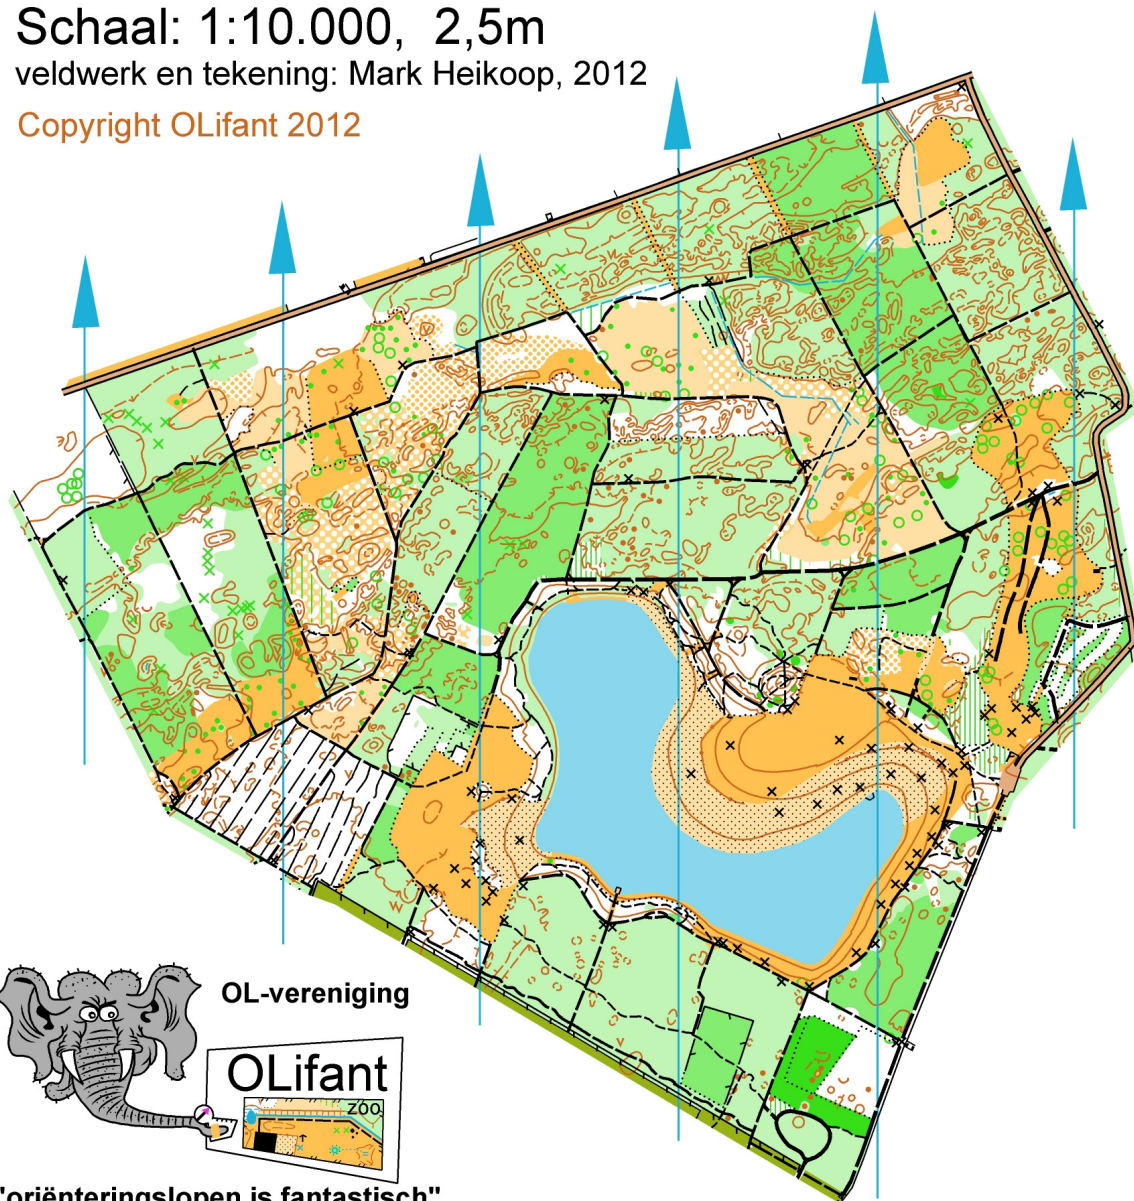 Schaal: 1:10.000, 2,5m
veldwerk en tekening: Mark Heikoop, 2012
Copyright OLifant 2012
OL-vereniging
OLifant
zoo
"oriënteringslopen is fantastisch"